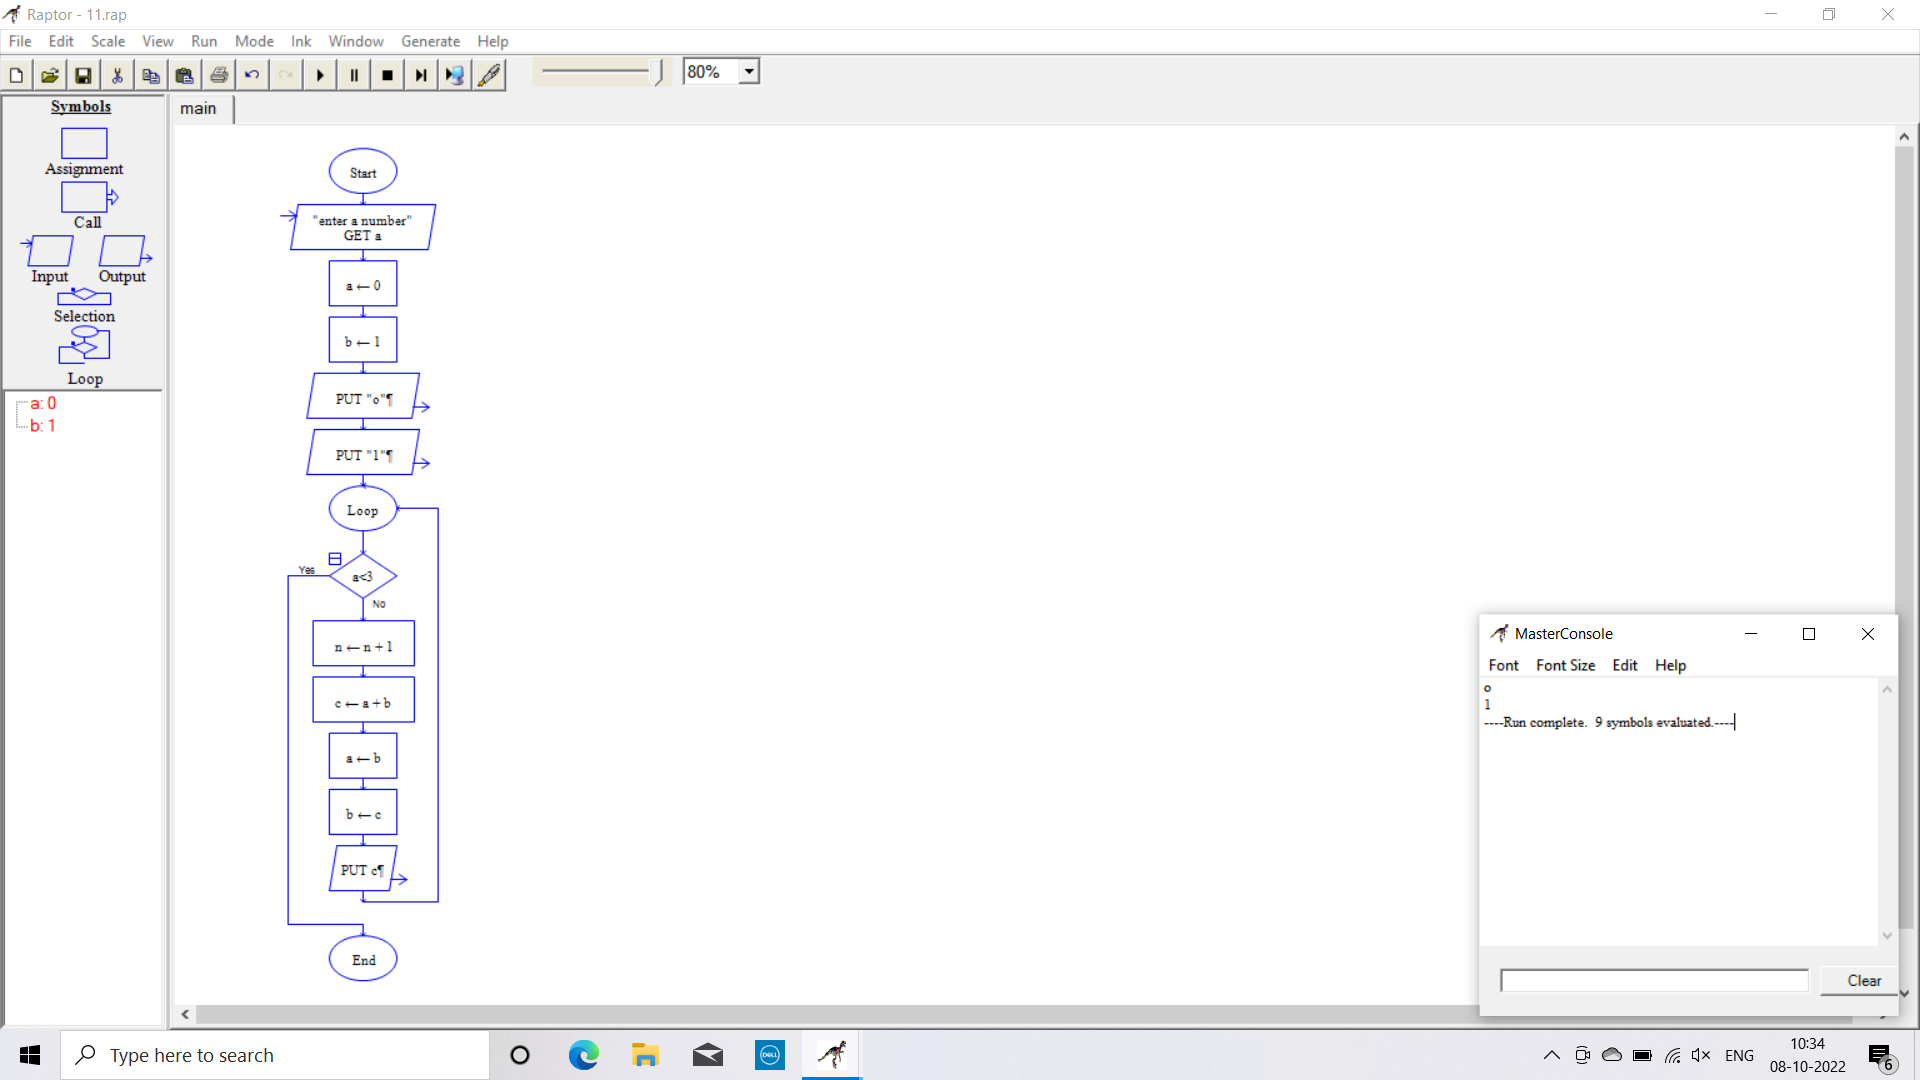 Raptor - 11.rap
File Edit Scale View Run Mode Ink Window Generate Help
80%
Symbols
Assignment
Call
Input Output
Selection
Loop
a: 0
b: 1
main
Start
"enter a number"
GET a
a ← 0
b ← 1
PUT "o"¶
PUT "1"¶
Loop
Yes
a<3
No
n ← n + 1
c ← a + b
a ← b
b ← c
PUT c¶
End
MasterConsole
Font Font Size Edit Help
o
1
----Run complete.  9 symbols evaluated.----
Clear
Type here to search
DELL
ENG
10:34
08-10-2022
6